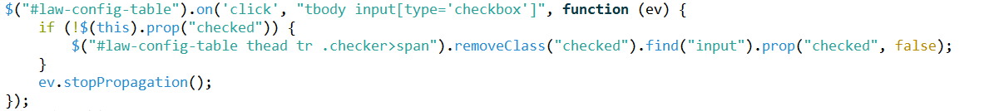 $("#law-config-table").on('click', "tbody input[type='checkbox']", function (ev) {
    if (!$(this).prop("checked")) {
        $("#law-config-table thead tr .checker>span").removeClass("checked").find("input").prop("checked", false);
    }
    ev.stopPropagation();
});